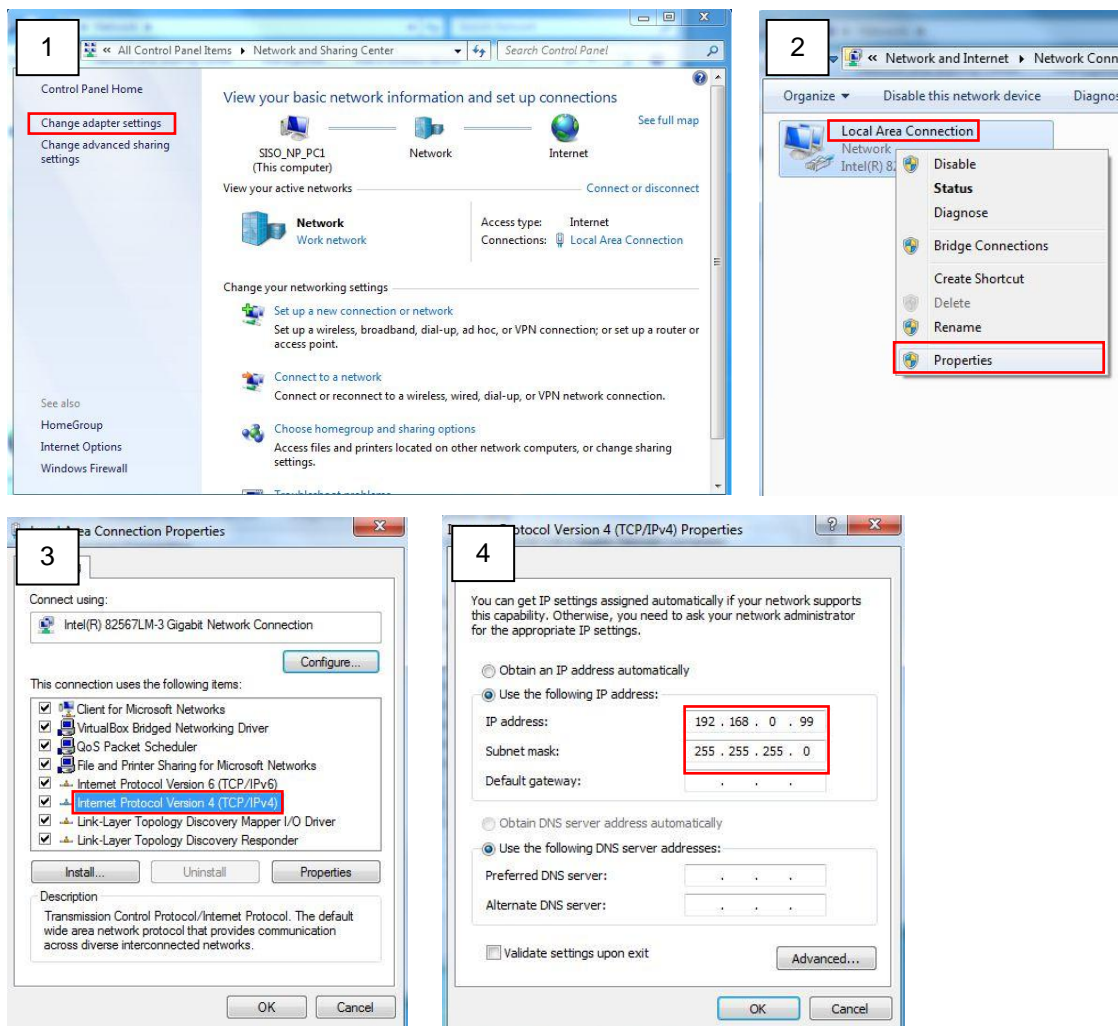 1
« All Control Panel Items ▸ Network and Sharing Center
Search Control Panel
Control Panel Home
Change adapter settings
Change advanced sharing
settings
See also
HomeGroup
Internet Options
Windows Firewall
View your basic network information and set up connections
See full map
SISO_NP_PC1
(This computer)
Network
Internet
View your active networks
Connect or disconnect
Network
Work network
Access type: Internet
Connections: Local Area Connection
Change your networking settings
Set up a new connection or network
Set up a wireless, broadband, dial-up, ad hoc, or VPN connection; or set up a router or
access point.
Connect to a network
Connect or reconnect to a wireless, wired, dial-up, or VPN network connection.
Choose homegroup and sharing options
Access files and printers located on other network computers, or change sharing
settings.
Troubleshoot problems
2
« Network and Internet ▸ Network Conn
Organize Disable this network device Diagnos
Local Area Connection
Network
Intel(R) 82
Disable
Status
Diagnose
Bridge Connections
Create Shortcut
Delete
Rename
Properties
3
ea Connection Properties
Connect using:
Intel(R) 82567LM-3 Gigabit Network Connection
Configure...
This connection uses the following items:
Client for Microsoft Networks
VirtualBox Bridged Networking Driver
QoS Packet Scheduler
File and Printer Sharing for Microsoft Networks
Internet Protocol Version 6 (TCP/IPv6)
Internet Protocol Version 4 (TCP/IPv4)
Link-Layer Topology Discovery Mapper I/O Driver
Link-Layer Topology Discovery Responder
Install... Uninstall Properties
Description
Transmission Control Protocol/Internet Protocol. The default
wide area network protocol that provides communication
across diverse interconnected networks.
OK Cancel
4
otocol Version 4 (TCP/IPv4) Properties
You can get IP settings assigned automatically if your network supports
this capability. Otherwise, you need to ask your network administrator
for the appropriate IP settings.
Obtain an IP address automatically
Use the following IP address:
IP address: 192 . 168 . 0 . 99
Subnet mask: 255 . 255 . 255 . 0
Default gateway: . . .
Obtain DNS server address automatically
Use the following DNS server addresses:
Preferred DNS server: . . .
Alternate DNS server: . . .
Validate settings upon exit
Advanced...
OK Cancel